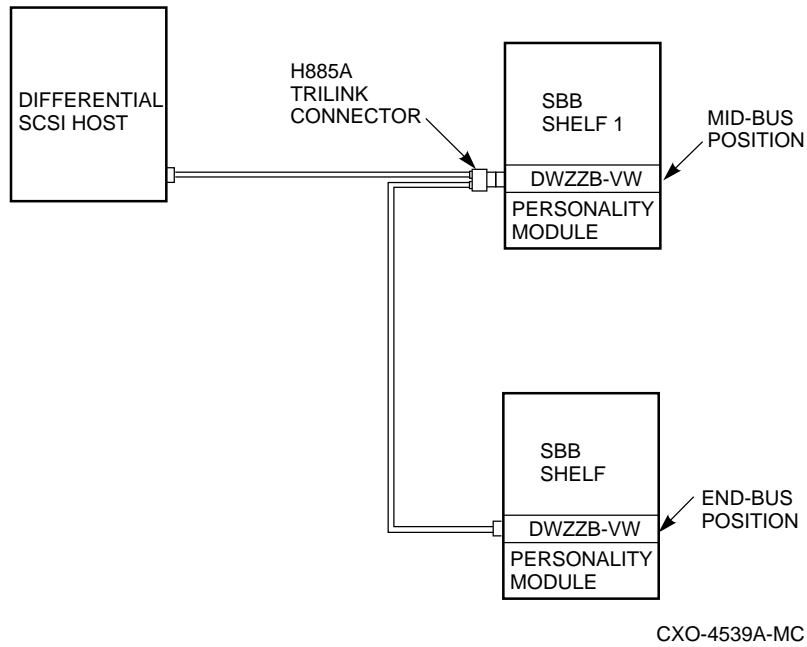 DIFFERENTIAL
SCSI HOST
H885A
TRILINK
CONNECTOR
SBB
SHELF 1
MID-BUS
POSITION
DWZZB-VW
PERSONALITY
MODULE
SBB
SHELF
END-BUS
POSITION
DWZZB-VW
PERSONALITY
MODULE
CXO-4539A-MC